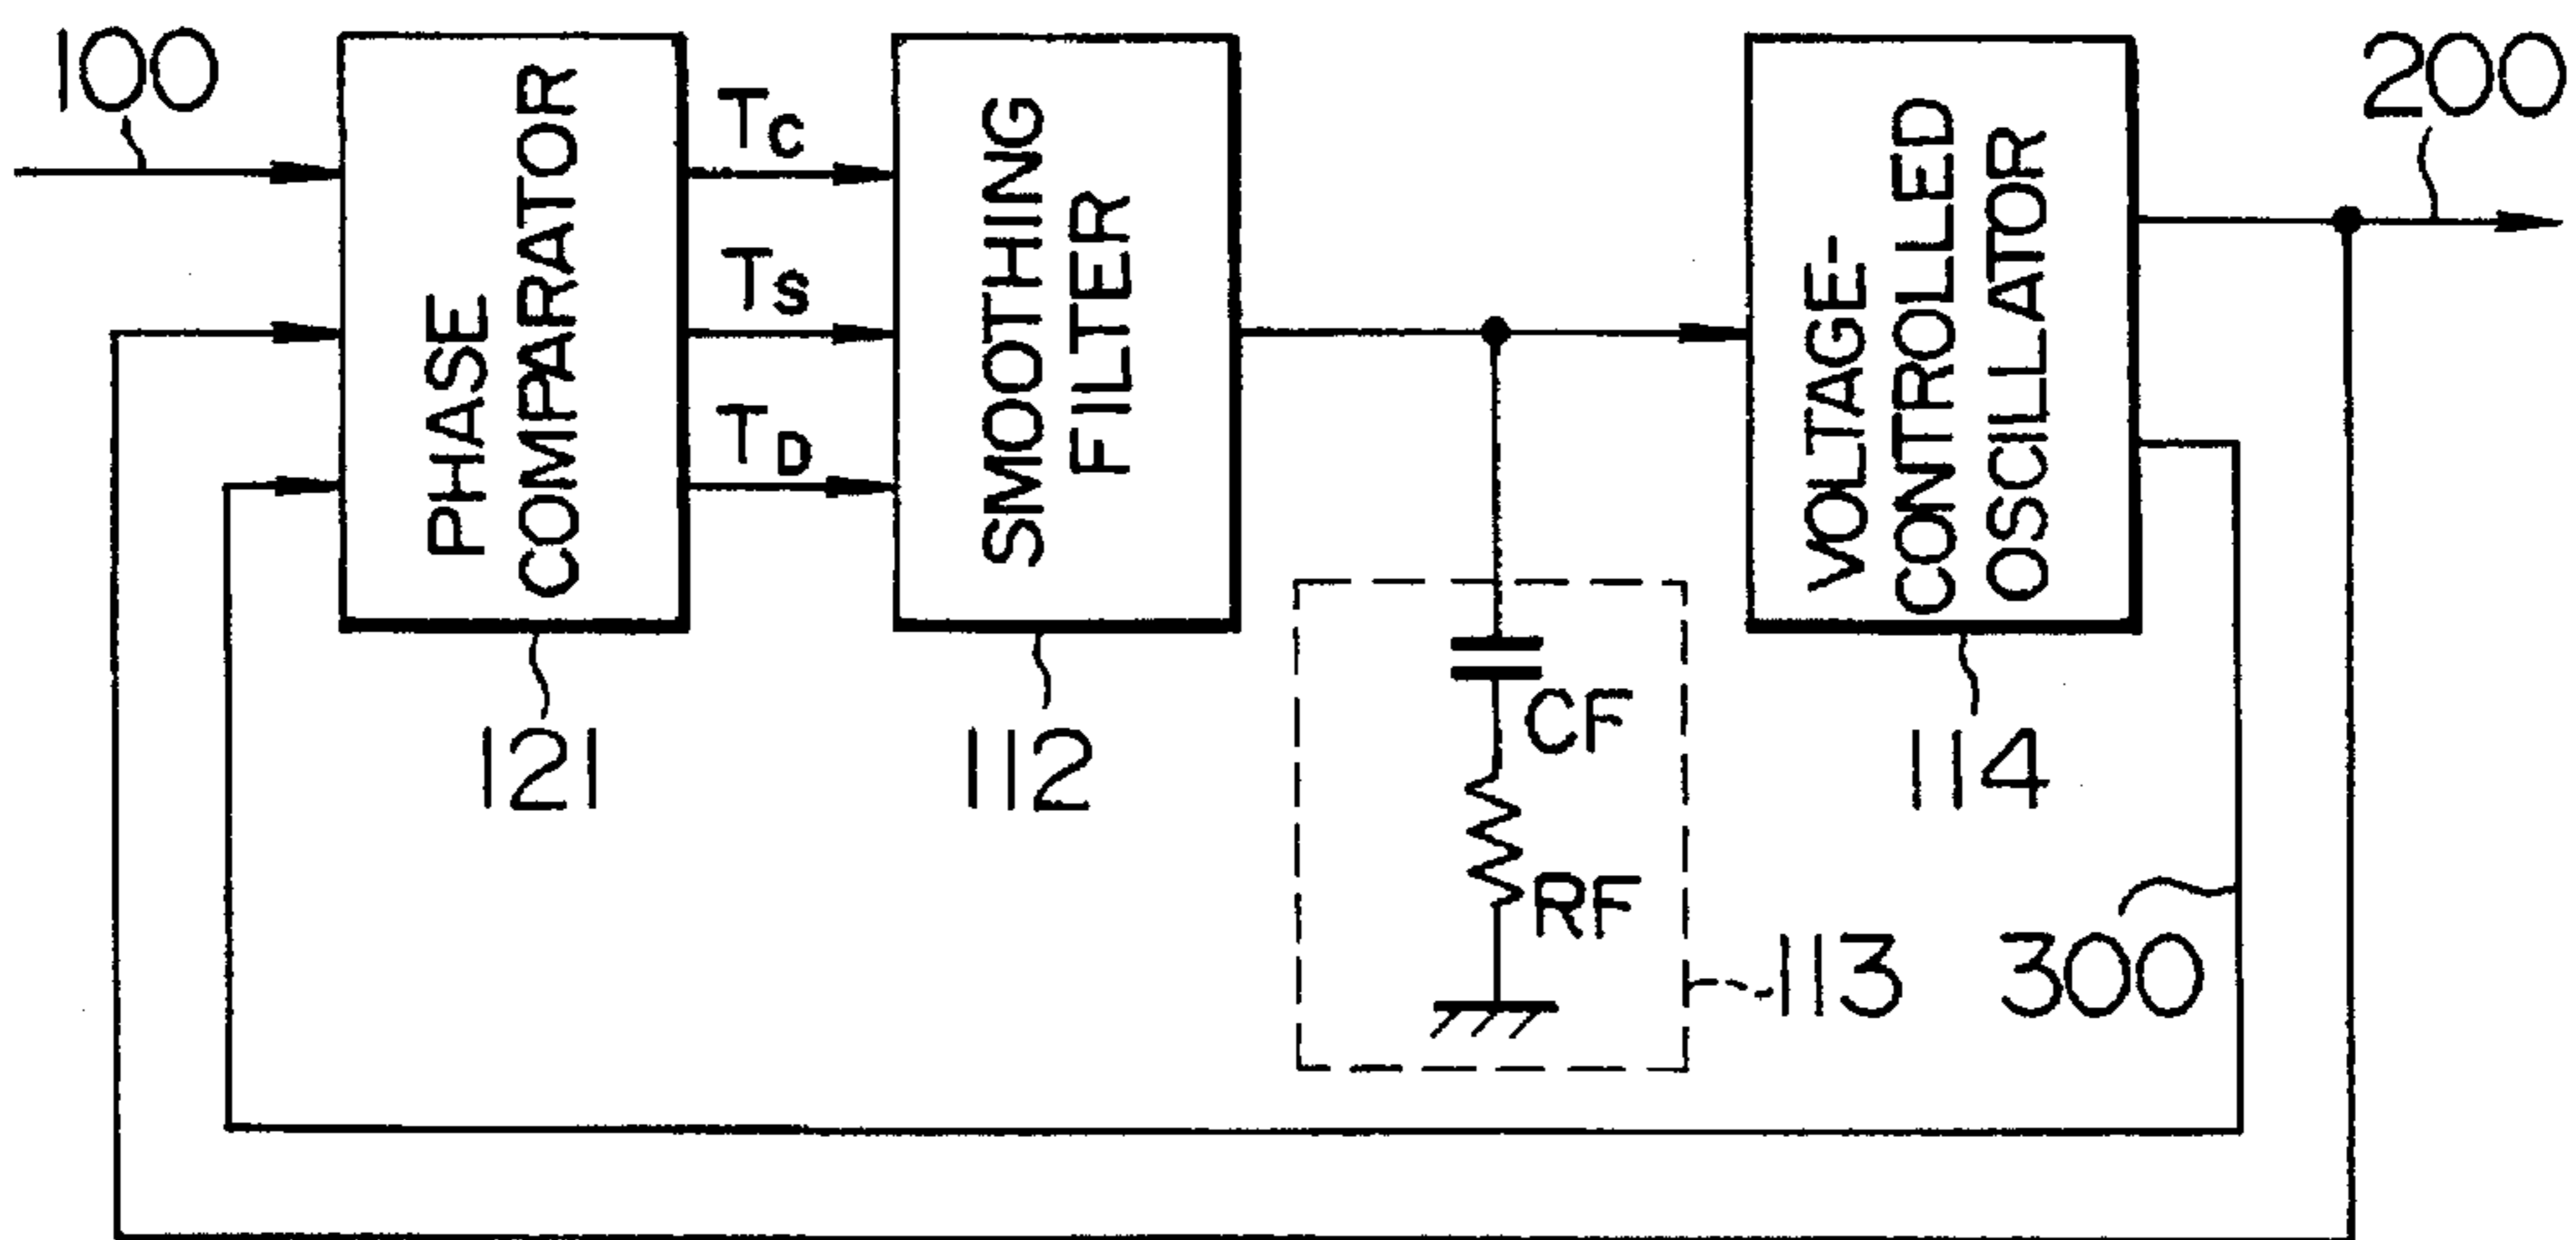 100
PHASE
COMPARATOR
121
TC
TS
TD
SMOOTHING
FILTER
112
CF
RF
113
VOLTAGE-
CONTROLLED
OSCILLATOR
114
200
300